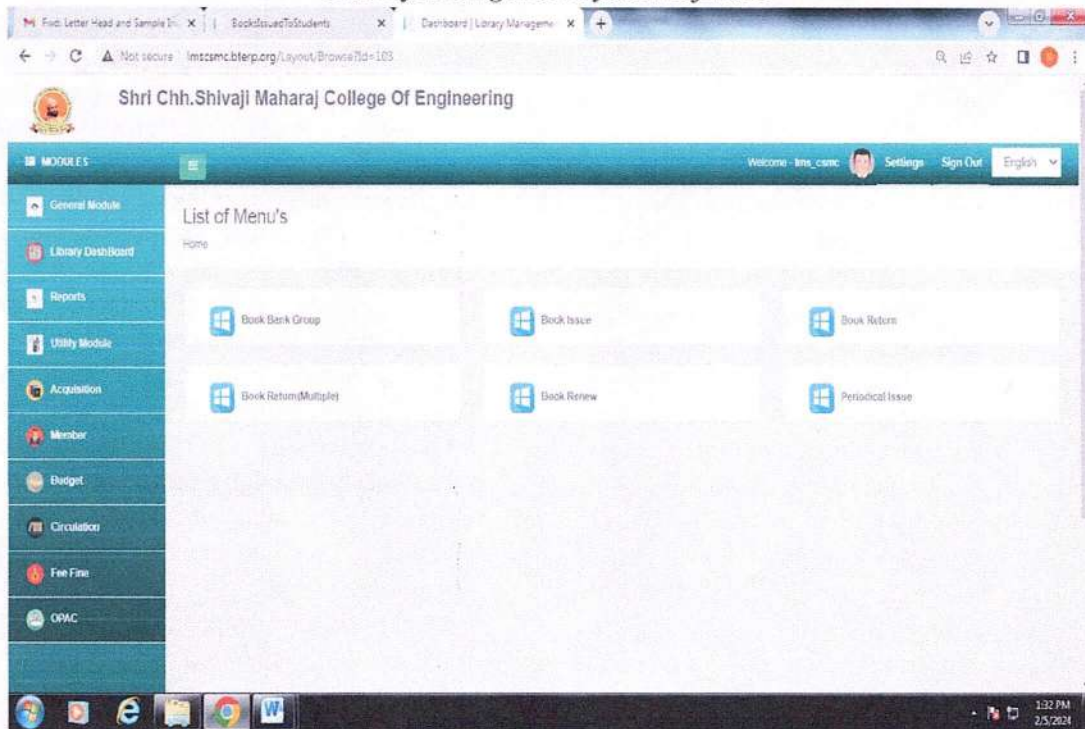 Fwd: Letter Head and Sample
BooksIssuedToStudents
Dashboard | Library Manageme
Not secure
lmscsmc.bterp.org/Layout/Browse?Id=103
Shri Chh.Shivaji Maharaj College Of Engineering
MODULES
Welcome - lms_csmc
Settings
Sign Out
English
General Module
Library DashBoard
Reports
Utility Module
Acquisition
Member
Budget
Circulation
Fee Fine
OPAC
List of Menu's
Home
Book Bank Group
Book Issue
Book Return
Book Return(Multiple)
Book Renew
Periodical Issue
1:32 PM
2/5/2024